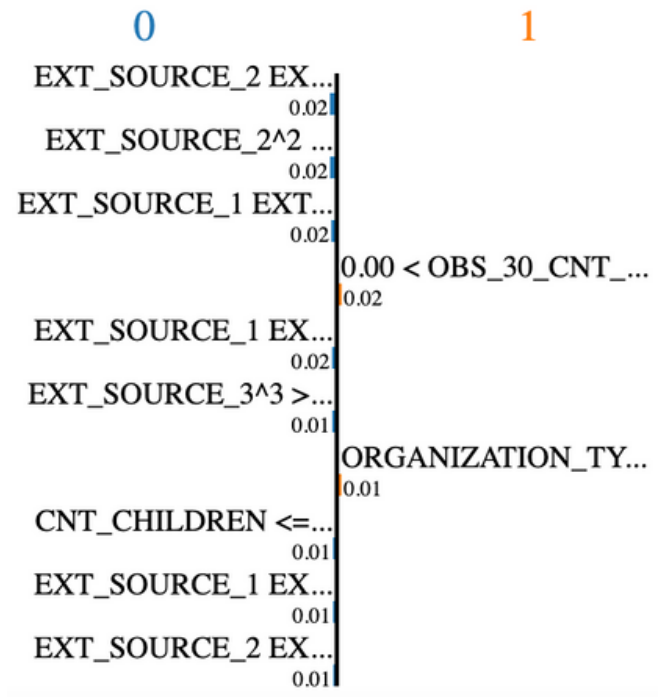 0 1
EXT_SOURCE_2 EX...
0.02
EXT_SOURCE_2^2 ...
0.02
EXT_SOURCE_1 EXT...
0.02
0.00 < OBS_30_CNT_...
0.02
EXT_SOURCE_1 EX...
0.02
EXT_SOURCE_3^3 >...
0.01
ORGANIZATION_TY...
0.01
CNT_CHILDREN <=...
0.01
EXT_SOURCE_1 EX...
0.01
EXT_SOURCE_2 EX...
0.01